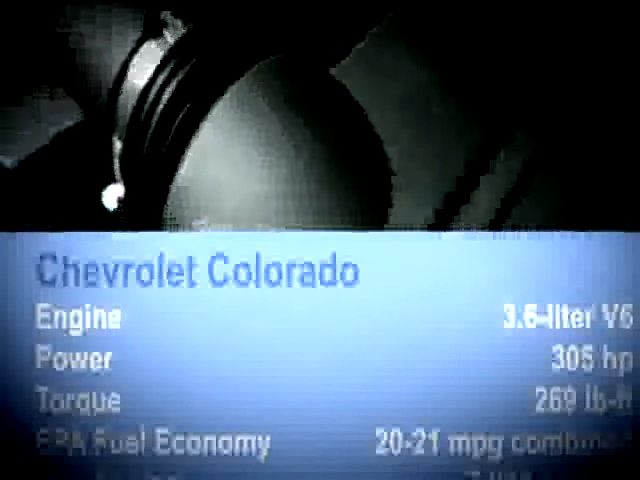 Chevrolet Colorado
Engine 3.6-liter V6
Power 305 hp
Torque 269 lb-ft
EPA Fuel Economy 20-21 mpg combined